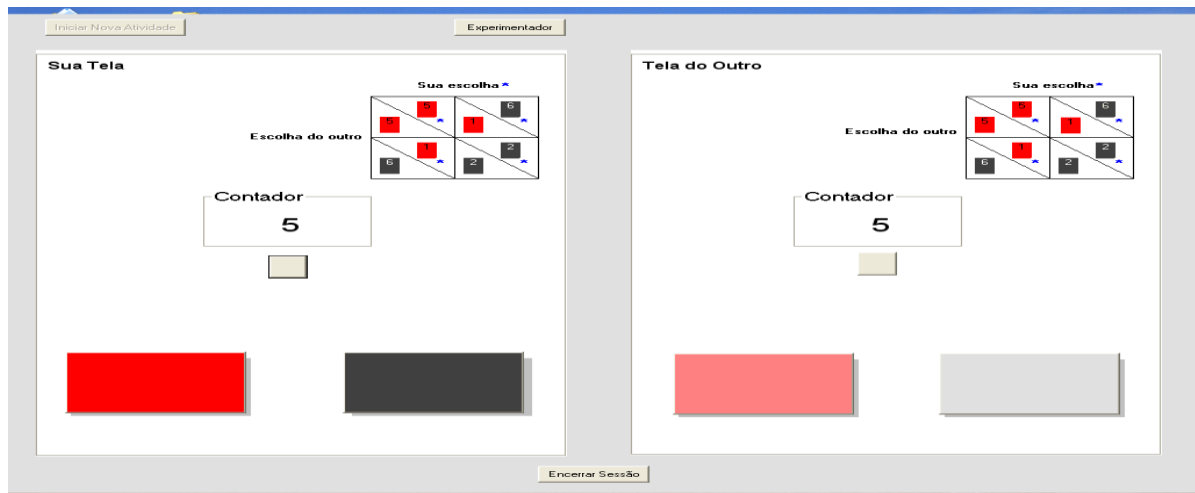 Iniciar Nova Atividade
Experimentador
Sua Tela
Sua escolha*
5 6
5 * 1 *
Escolha do outro
1 2
6 * 2 *
Contador
5
Tela do Outro
Sua escolha*
5 6
5 * 1 *
Escolha do outro
1 2
6 * 2 *
Contador
5
Encerrar Sessão